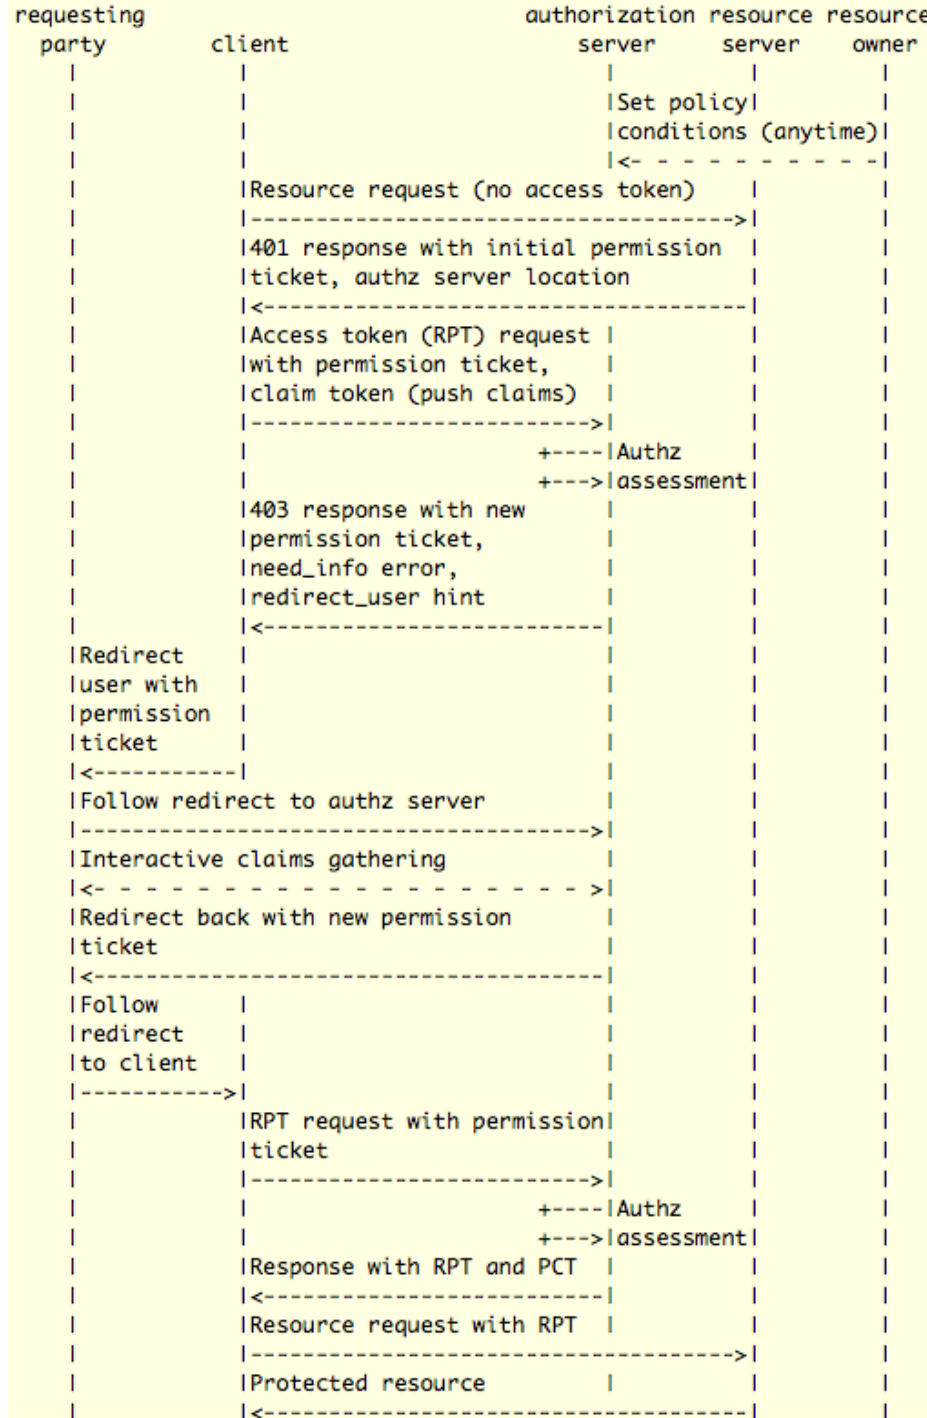 requesting                             authorization resource resource
  party        client                      server     server    owner
    |            |                            |          |         |
    |            |                            |Set policy|         |
    |            |                            |conditions (anytime)|
    |            |                            |<- - - - - - - - - -|
    |            |Resource request (no access token)     |         |
    |            |-------------------------------------->|         |
    |            |401 response with initial permission   |         |
    |            |ticket, authz server location          |         |
    |            |<--------------------------------------|         |
    |            |Access token (RPT) request  |          |         |
    |            |with permission ticket,     |          |         |
    |            |claim token (push claims)   |          |         |
    |            |--------------------------->|          |         |
    |            |                       +----|Authz     |         |
    |            |                       +--->|assessment|         |
    |            |403 response with new       |          |         |
    |            |permission ticket,          |          |         |
    |            |need_info error,            |          |         |
    |            |redirect_user hint          |          |         |
    |            |<---------------------------|          |         |
    |Redirect    |                            |          |         |
    |user with   |                            |          |         |
    |permission  |                            |          |         |
    |ticket      |                            |          |         |
    |<-----------|                            |          |         |
    |Follow redirect to authz server          |          |         |
    |---------------------------------------->|          |         |
    |Interactive claims gathering             |          |         |
    |<- - - - - - - - - - - - - - - - - - - ->|          |         |
    |Redirect back with new permission        |          |         |
    |ticket                                   |          |         |
    |<----------------------------------------|          |         |
    |Follow      |                            |          |         |
    |redirect    |                            |          |         |
    |to client   |                            |          |         |
    |----------->|                            |          |         |
    |            |RPT request with permission|          |         |
    |            |ticket                      |          |         |
    |            |--------------------------->|          |         |
    |            |                       +----|Authz     |         |
    |            |                       +--->|assessment|         |
    |            |Response with RPT and PCT   |          |         |
    |            |<---------------------------|          |         |
    |            |Resource request with RPT   |          |         |
    |            |-------------------------------------->|         |
    |            |Protected resource          |          |         |
    |            |<--------------------------------------|         |